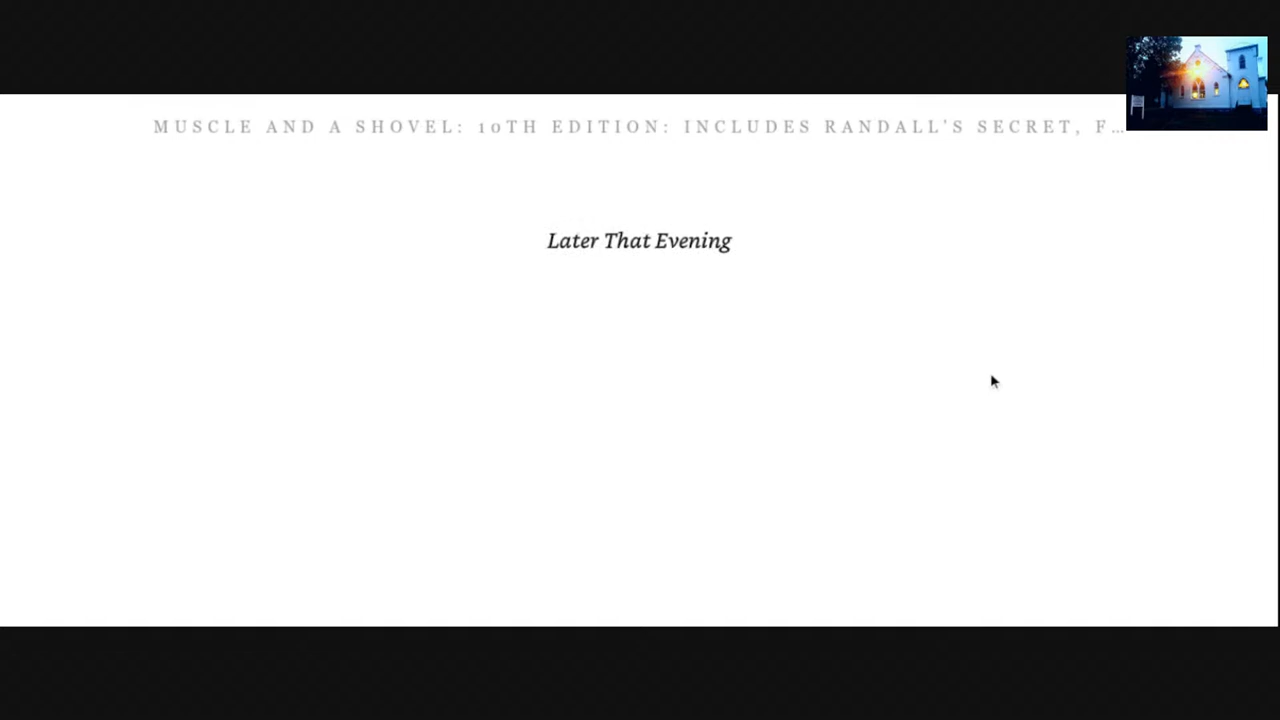 MUSCLE AND A SHOVEL: 10TH EDITION: INCLUDES RANDALL'S SECRET, F…
Later That Evening